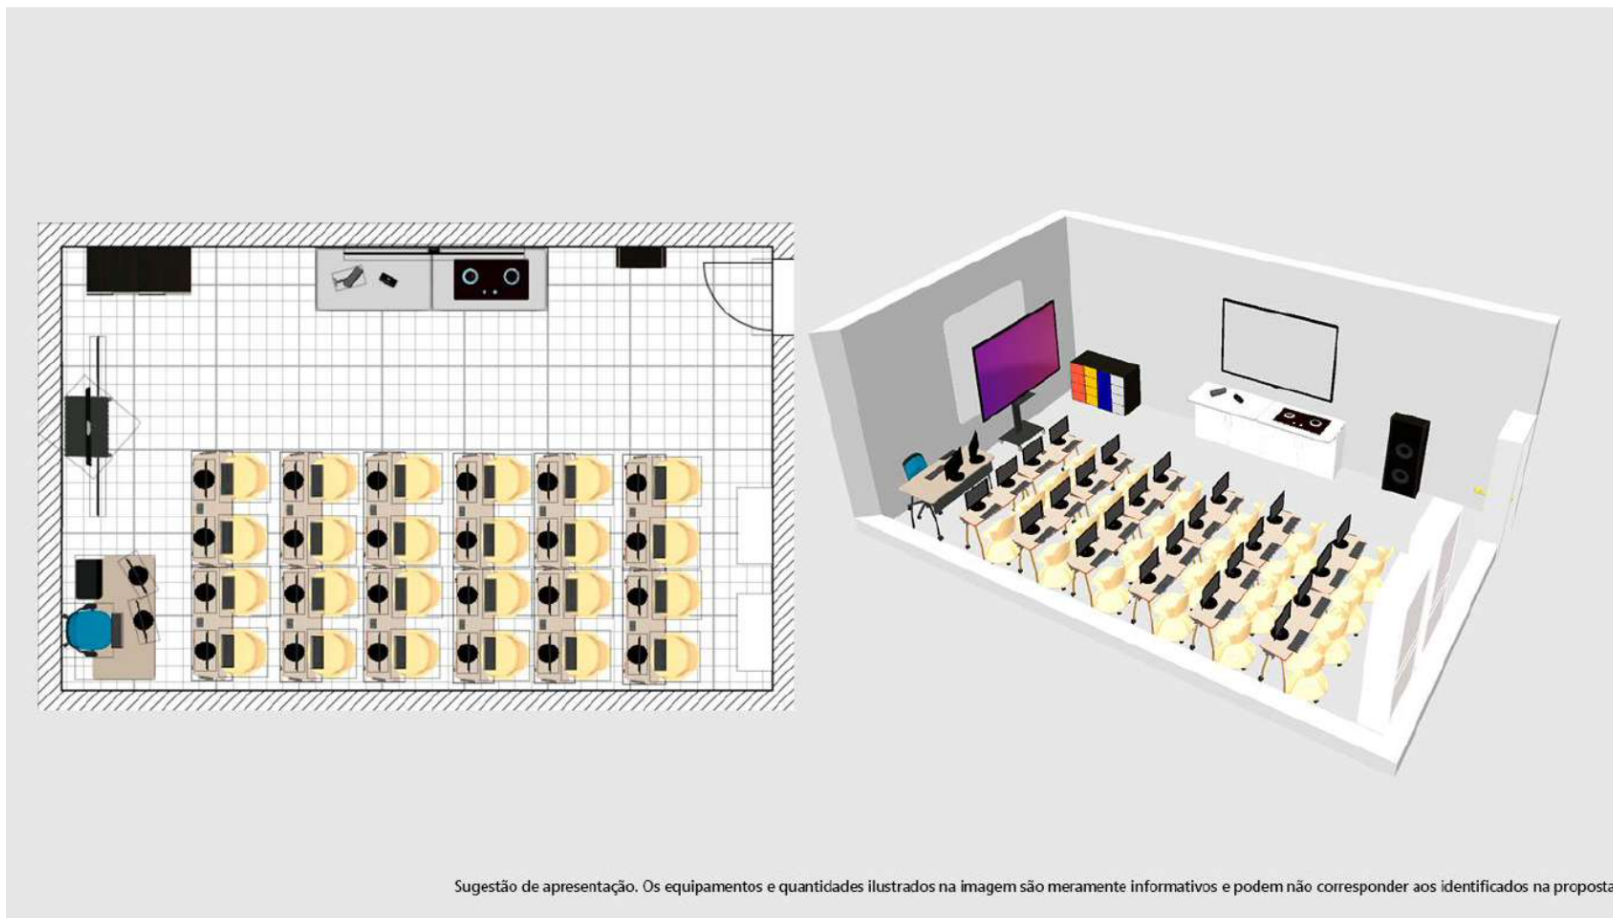 Sugestão de apresentação. Os equipamentos e quantidades ilustrados na imagem são meramente informativos e podem não corresponder aos identificados na proposta